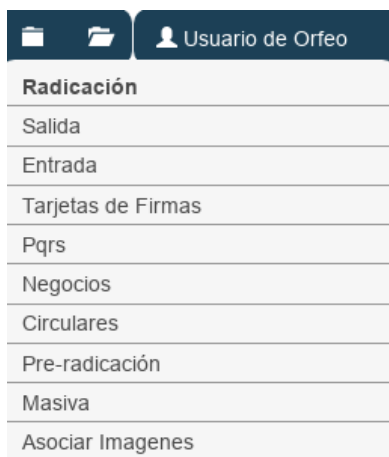 Usuario de Orfeo
Radicación
Salida
Entrada
Tarjetas de Firmas
Pqrs
Negocios
Circulares
Pre-radicación
Masiva
Asociar Imagenes